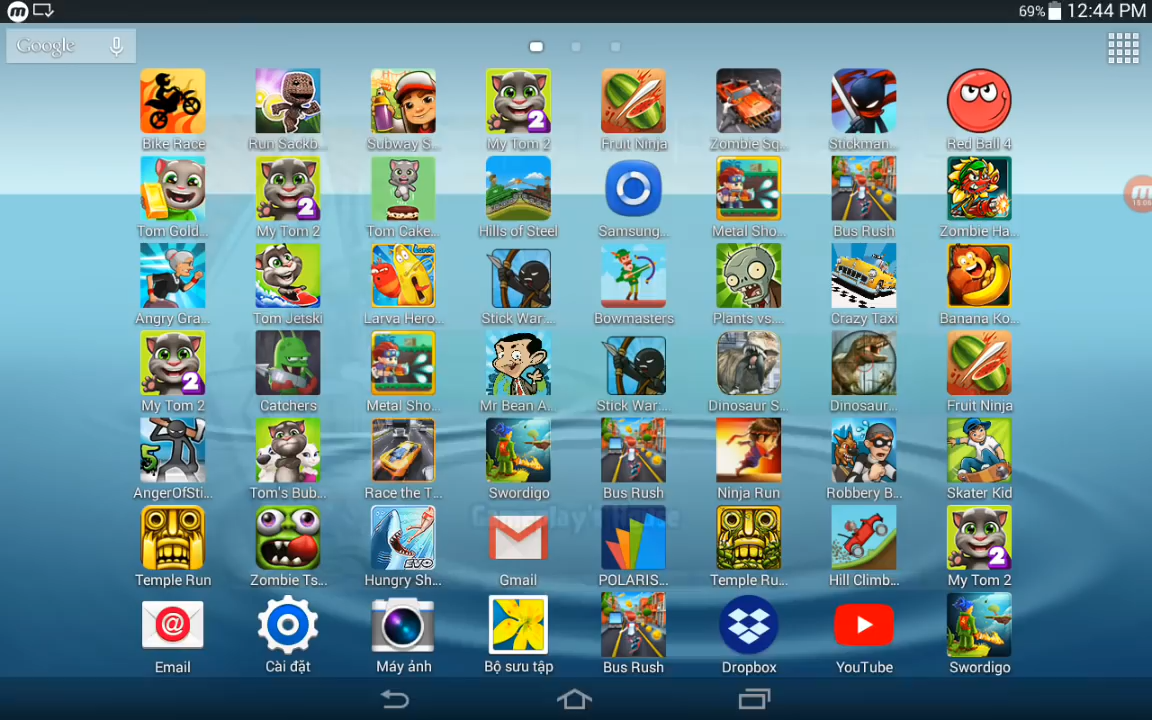 69% 12:44 PM
Google
Bike Race Run Sackb... Subway S... My Tom 2 Fruit Ninja Zombie Sq... Stickman... Red Ball 4
Tom Gold... My Tom 2 Tom Cake... Hills of Steel Samsung... Metal Sho... Bus Rush Zombie Ha...
Angry Gra... Tom Jetski Larva Hero... Stick War... Bowmasters Plants vs.... Crazy Taxi Banana Ko...
My Tom 2 Catchers Metal Sho... Mr Bean A... Stick War... Dinosaur S... Dinosaur... Fruit Ninja
AngerOfSti... Tom's Bub... Race the T... Swordigo Bus Rush Ninja Run Robbery B... Skater Kid
Gameplay's House
Temple Run Zombie Ts... Hungry Sh... Gmail POLARIS... Temple Ru... Hill Climb... My Tom 2
Email Cài đặt Máy ảnh Bộ sưu tập Bus Rush Dropbox YouTube Swordigo